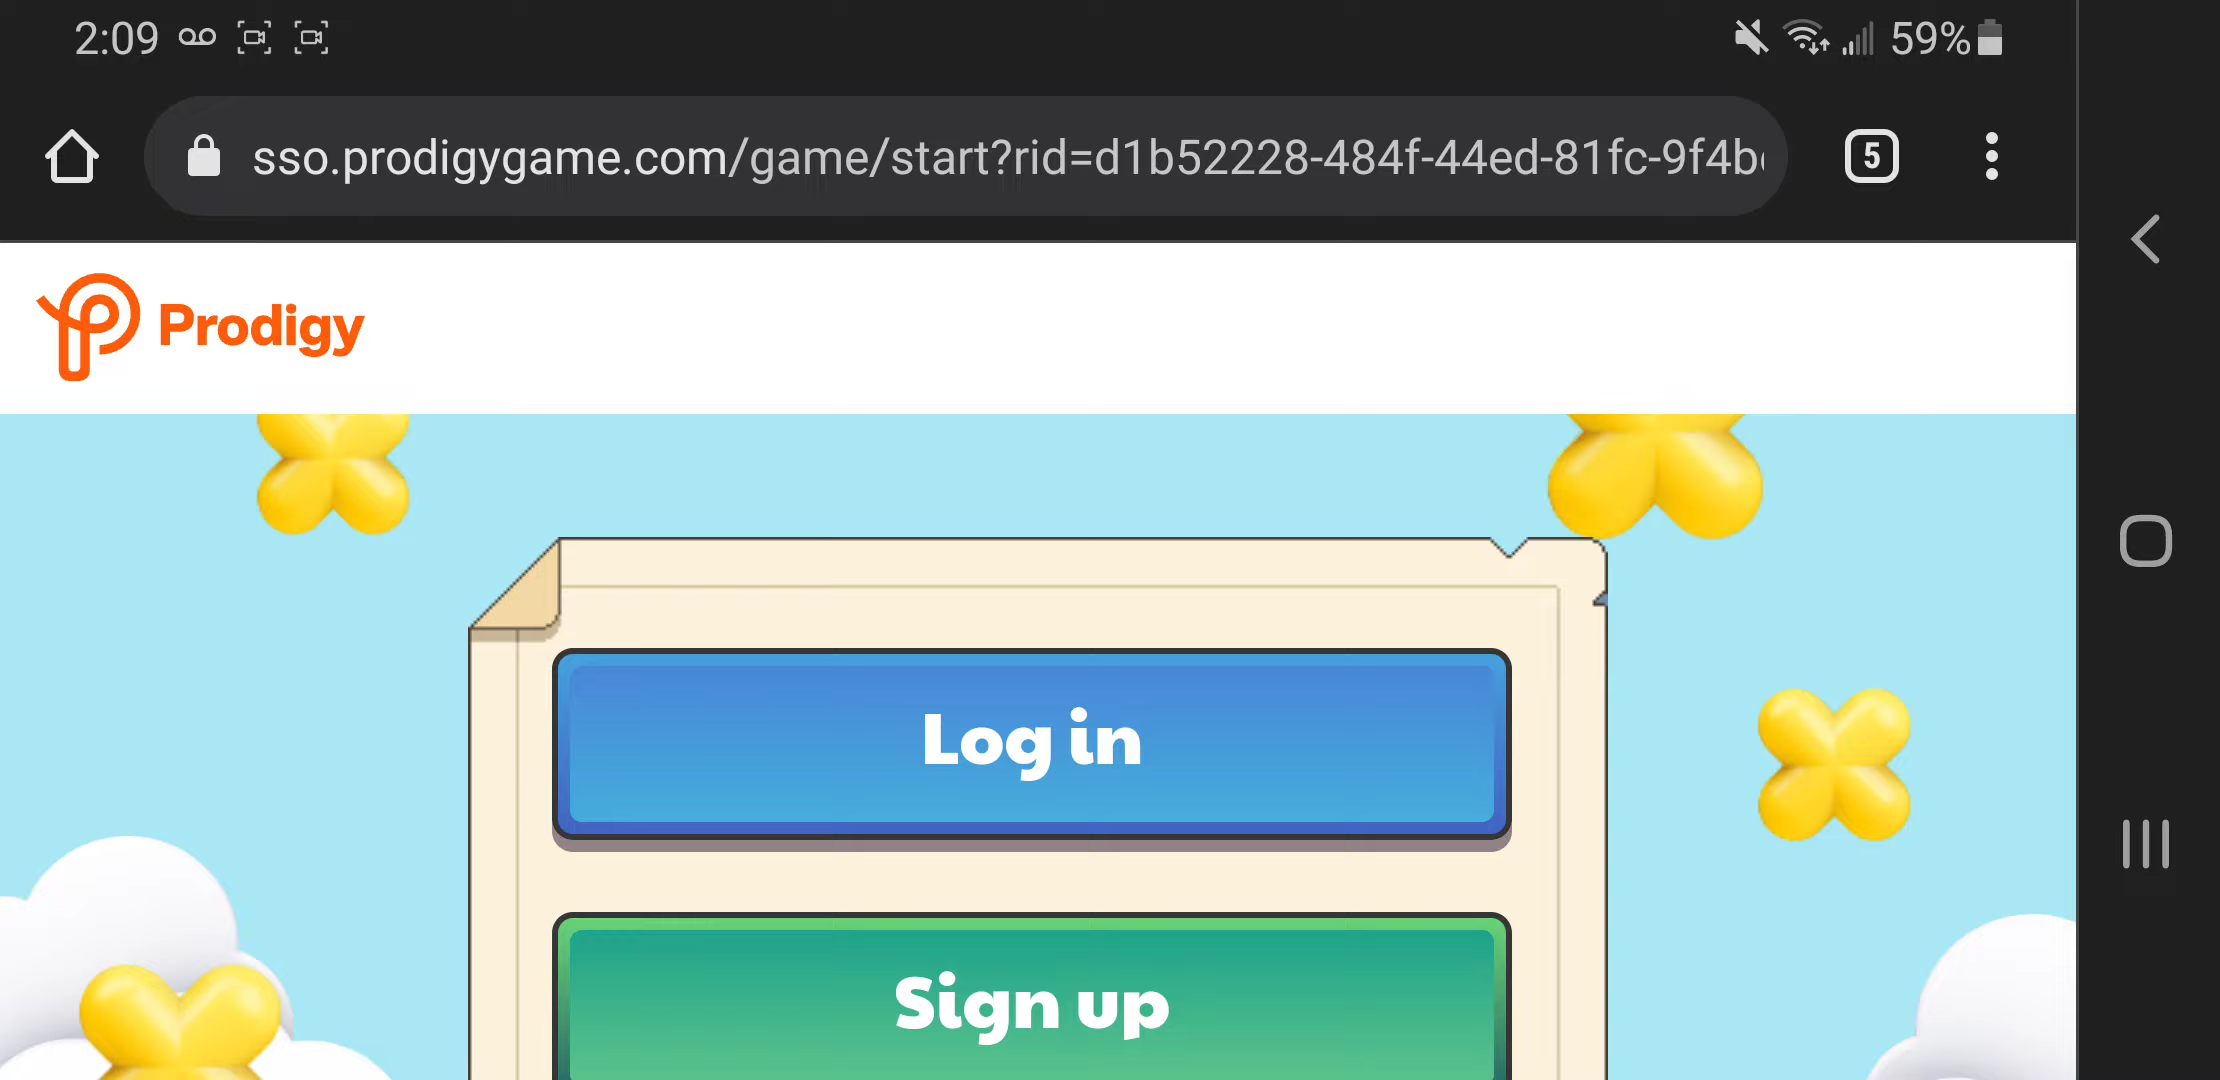 2:09 59%
sso.prodigygame.com/game/start?rid=d1b52228-484f-44ed-81fc-9f4b 5
Prodigy
Log in
Sign up